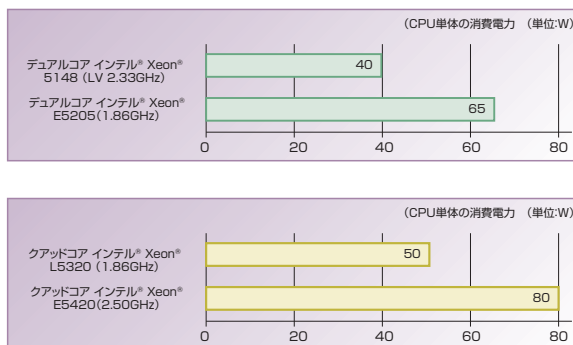 (CPU単体の消費電力 (単位:W)
デュアルコア インテル® Xeon®
5148 (LV 2.33GHz)
40
デュアルコア インテル® Xeon®
E5205(1.86GHz)
65
0 20 40 60 80
(CPU単体の消費電力 (単位:W)
クアッドコア インテル® Xeon®
L5320 (1.86GHz)
50
クアッドコア インテル® Xeon®
E5420(2.50GHz)
80
0 20 40 60 80